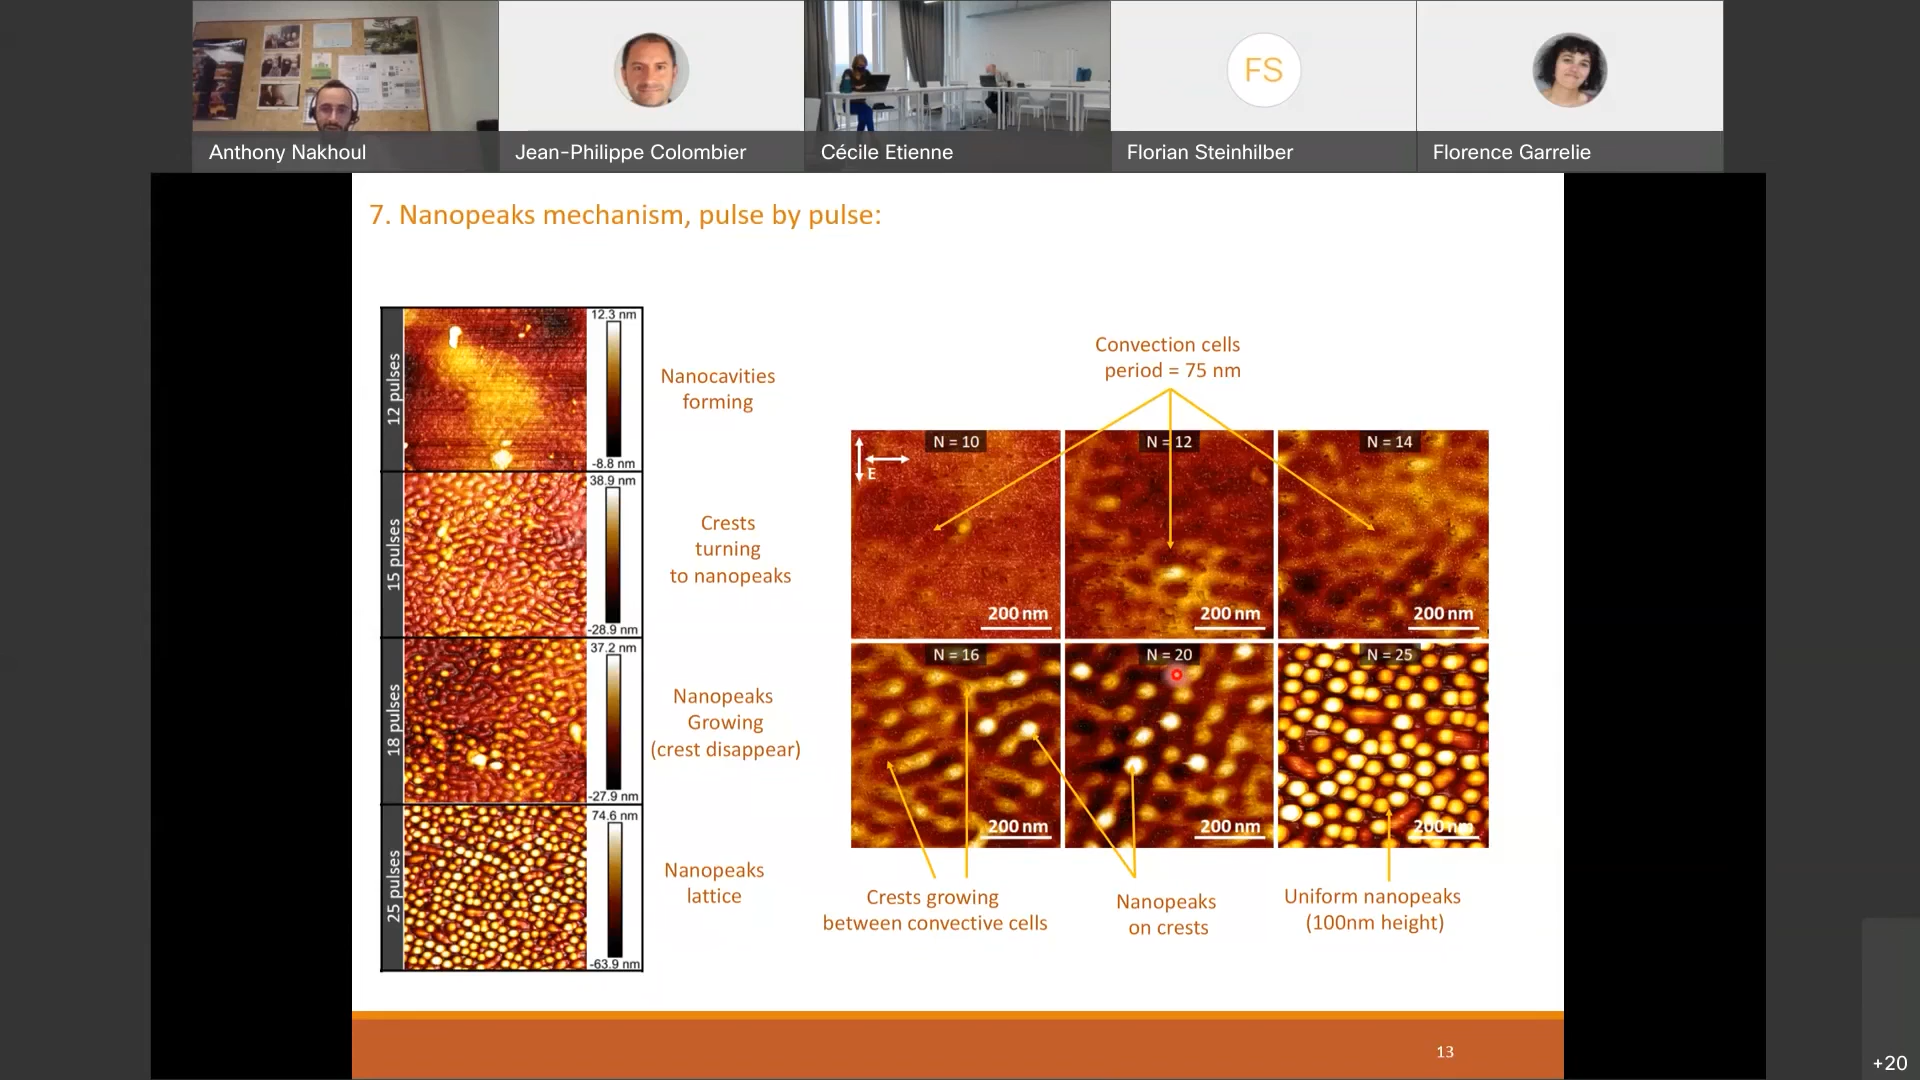 Anthony Nakhoul
Jean-Philippe Colombier
Cécile Etienne
FS
Florian Steinhilber
Florence Garrelie
7. Nanopeaks mechanism, pulse by pulse:
12 pulses
12.3 nm
-8.8 nm
Nanocavities
forming
15 pulses
38.9 nm
-28.9 nm
Crests
turning
to nanopeaks
18 pulses
37.2 nm
-27.9 nm
Nanopeaks
Growing
(crest disappear)
25 pulses
74.6 nm
-63.9 nm
Nanopeaks
lattice
Convection cells
period = 75 nm
N = 10
E
200 nm
N = 12
200 nm
N = 14
200 nm
N = 16
200 nm
N = 20
200 nm
N = 25
200 nm
Crests growing
between convective cells
Nanopeaks
on crests
Uniform nanopeaks
(100nm height)
13
+20